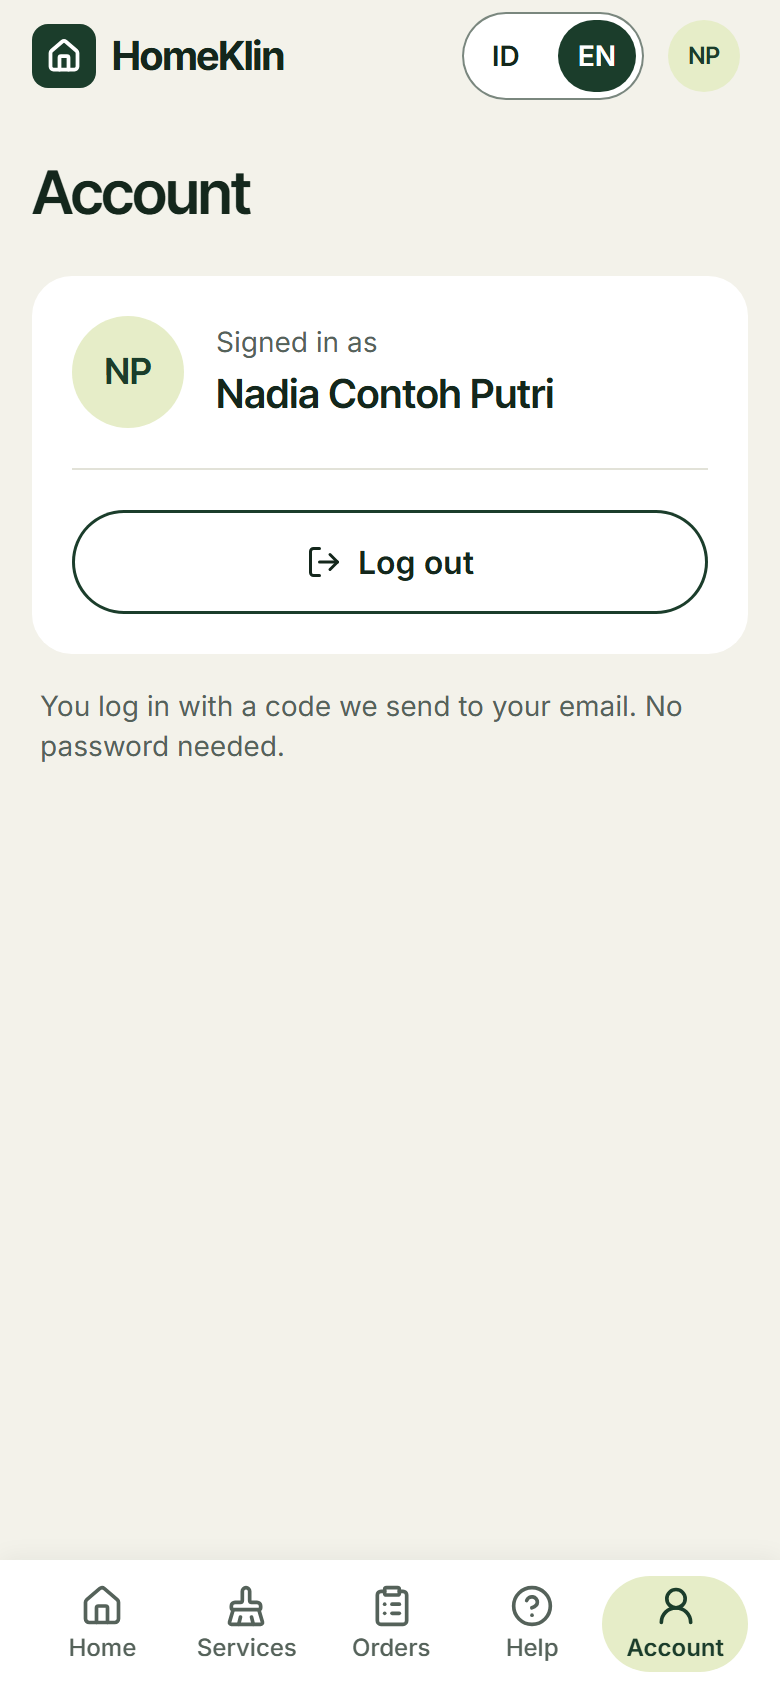 HomeKlin
ID
EN
NP
Account
NP
Signed in as
Nadia Contoh Putri
Log out
You log in with a code we send to your email. No
password needed.
Home
Services
Orders
Help
Account